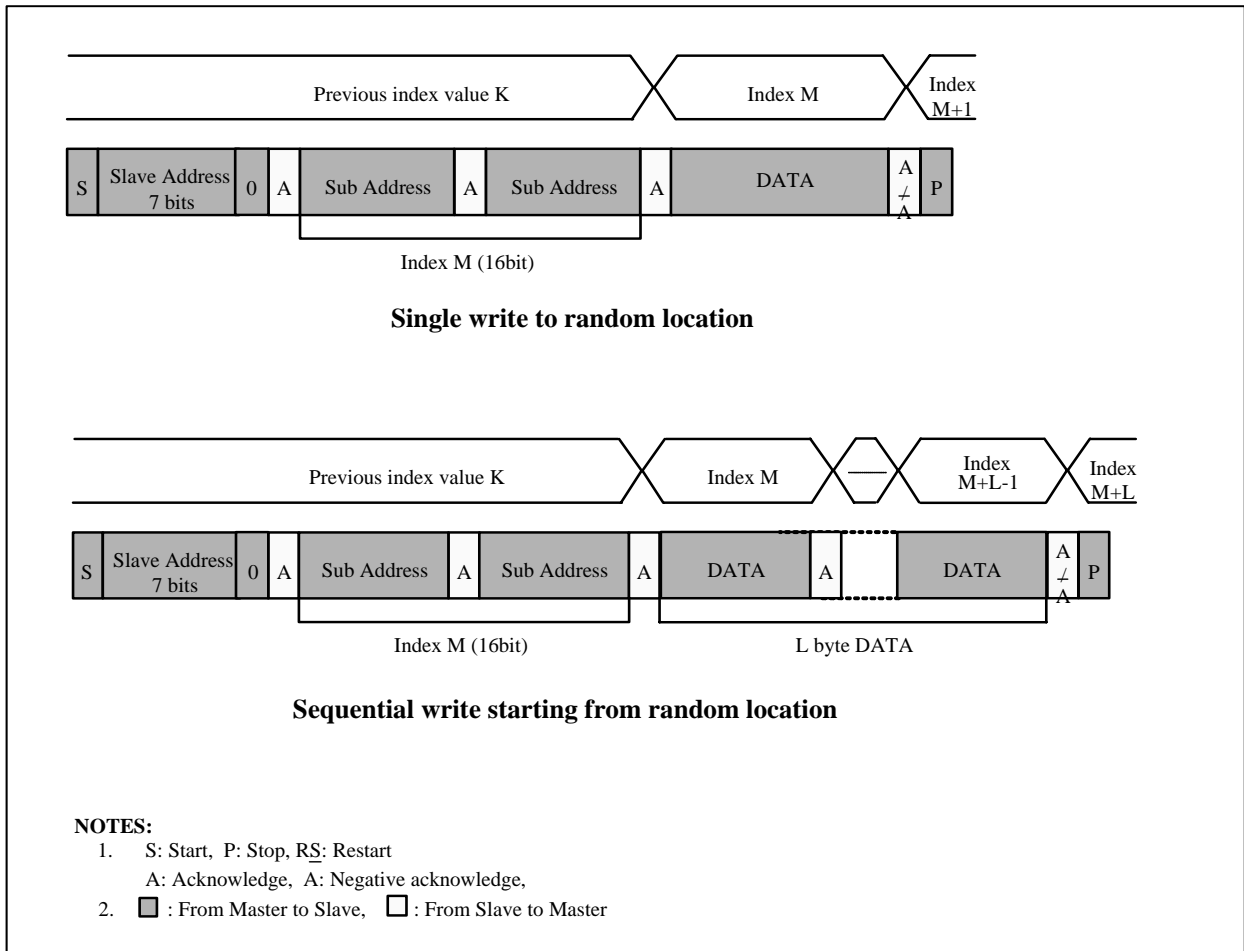 Previous index value K
Index M
Index
M+1
S
Slave Address
7 bits
0
A
Sub Address
A
Sub Address
A
DATA
A
/
A
P
Index M (16bit)
Single write to random location
Previous index value K
Index M
Index
M+L-1
Index
M+L
S
Slave Address
7 bits
0
A
Sub Address
A
Sub Address
A
DATA
A
DATA
A
/
A
P
Index M (16bit)
L byte DATA
Sequential write starting from random location
NOTES:
1. S: Start, P: Stop, RS: Restart
A: Acknowledge, A: Negative acknowledge,
2. : From Master to Slave, : From Slave to Master